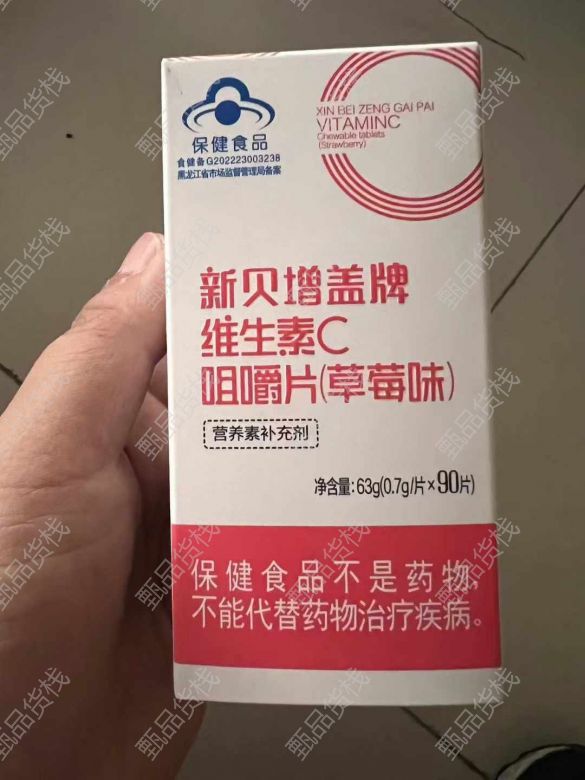 保健食品
食健备G202223003238
黑龙江省市场监督管理局备案
XIN BEI ZENG GAI PAI
VITAMINC
Chewable tablets
(Strawberry)
新贝增盖牌
维生素C
咀嚼片(草莓味)
营养素补充剂
净含量:63g(0.7g/片×90片)
保健食品不是药物,
不能代替药物治疗疾病。
甄品货栈